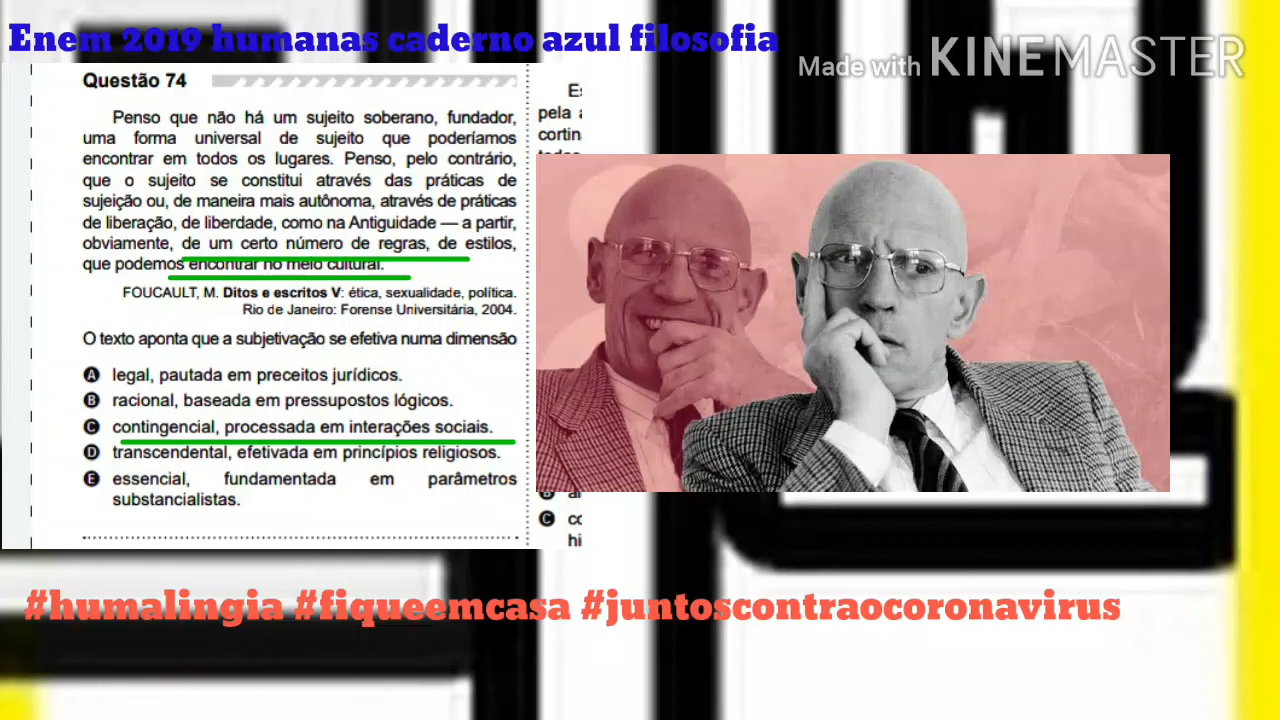 Enem 2019 humanas caderno azul filosofia
Made with KINEMASTER
Questão 74
Penso que não há um sujeito soberano, fundador,
uma forma universal de sujeito que poderíamos
encontrar em todos os lugares. Penso, pelo contrário,
que o sujeito se constitui através das práticas de
sujeição ou, de maneira mais autônoma, através de práticas
de liberação, de liberdade, como na Antiguidade — a partir,
obviamente, de um certo número de regras, de estilos,
que podemos encontrar no meio cultural.
FOUCAULT, M. Ditos e escritos V: ética, sexualidade, política.
Rio de Janeiro: Forense Universitária, 2004.
O texto aponta que a subjetivação se efetiva numa dimensão
A legal, pautada em preceitos jurídicos.
B racional, baseada em pressupostos lógicos.
C contingencial, processada em interações sociais.
D transcendental, efetivada em princípios religiosos.
E essencial, fundamentada em parâmetros
substancialistas.
pela
C
#humalingia #fiqueemcasa #juntoscontraocoronavirus